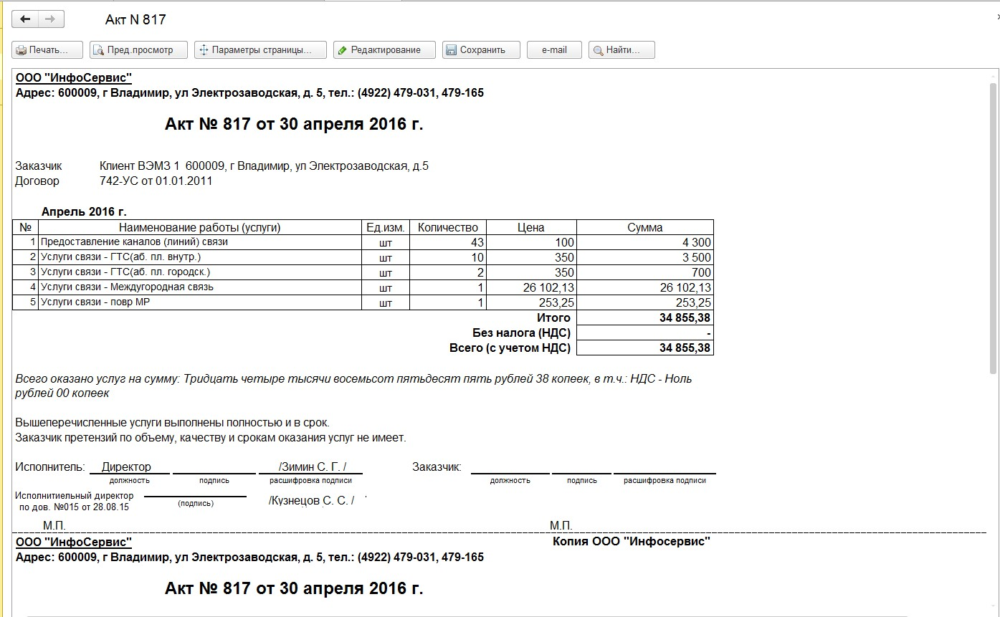 Акт N 817
Печать...
Пред.просмотр
Параметры страницы...
Редактирование
Сохранить
e-mail
Найти...
ООО "ИнфоСервис"
Адрес: 600009, г Владимир, ул Электрозаводская, д. 5, тел.: (4922) 479-031, 479-165
Акт № 817 от 30 апреля 2016 г.
Заказчик Клиент ВЭМЗ 1 600009, г Владимир, ул Электрозаводская, д.5
Договор 742-УС от 01.01.2011
Апрель 2016 г.
№ Наименование работы (услуги) Ед.изм. Количество Цена Сумма
1 Предоставление каналов (линий) связи шт 43 100 4 300
2 Услуги связи - ГТС(аб. пл. внутр.) шт 10 350 3 500
3 Услуги связи - ГТС(аб. пл. городск.) шт 2 350 700
4 Услуги связи - Междугородная связь шт 1 26 102,13 26 102,13
5 Услуги связи - повр МР шт 1 253,25 253,25
Итого 34 855,38
Без налога (НДС) -
Всего (с учетом НДС) 34 855,38
Всего оказано услуг на сумму: Тридцать четыре тысячи восемьсот пятьдесят пять рублей 38 копеек, в т.ч.: НДС - Ноль
рублей 00 копеек
Вышеперечисленные услуги выполнены полностью и в срок.
Заказчик претензий по объему, качеству и срокам оказания услуг не имеет.
Исполнитель: Директор /Зимин С. Г. / Заказчик:
должность подпись расшифровка подписи должность подпись расшифровка подписи
Исполнитиельный директор
по дов. №015 от 28.08.15 (подпись) /Кузнецов С. С. /
М.П. М.П.
ООО "ИнфоСервис" Копия ООО "Инфосервис"
Адрес: 600009, г Владимир, ул Электрозаводская, д. 5, тел.: (4922) 479-031, 479-165
Акт № 817 от 30 апреля 2016 г.